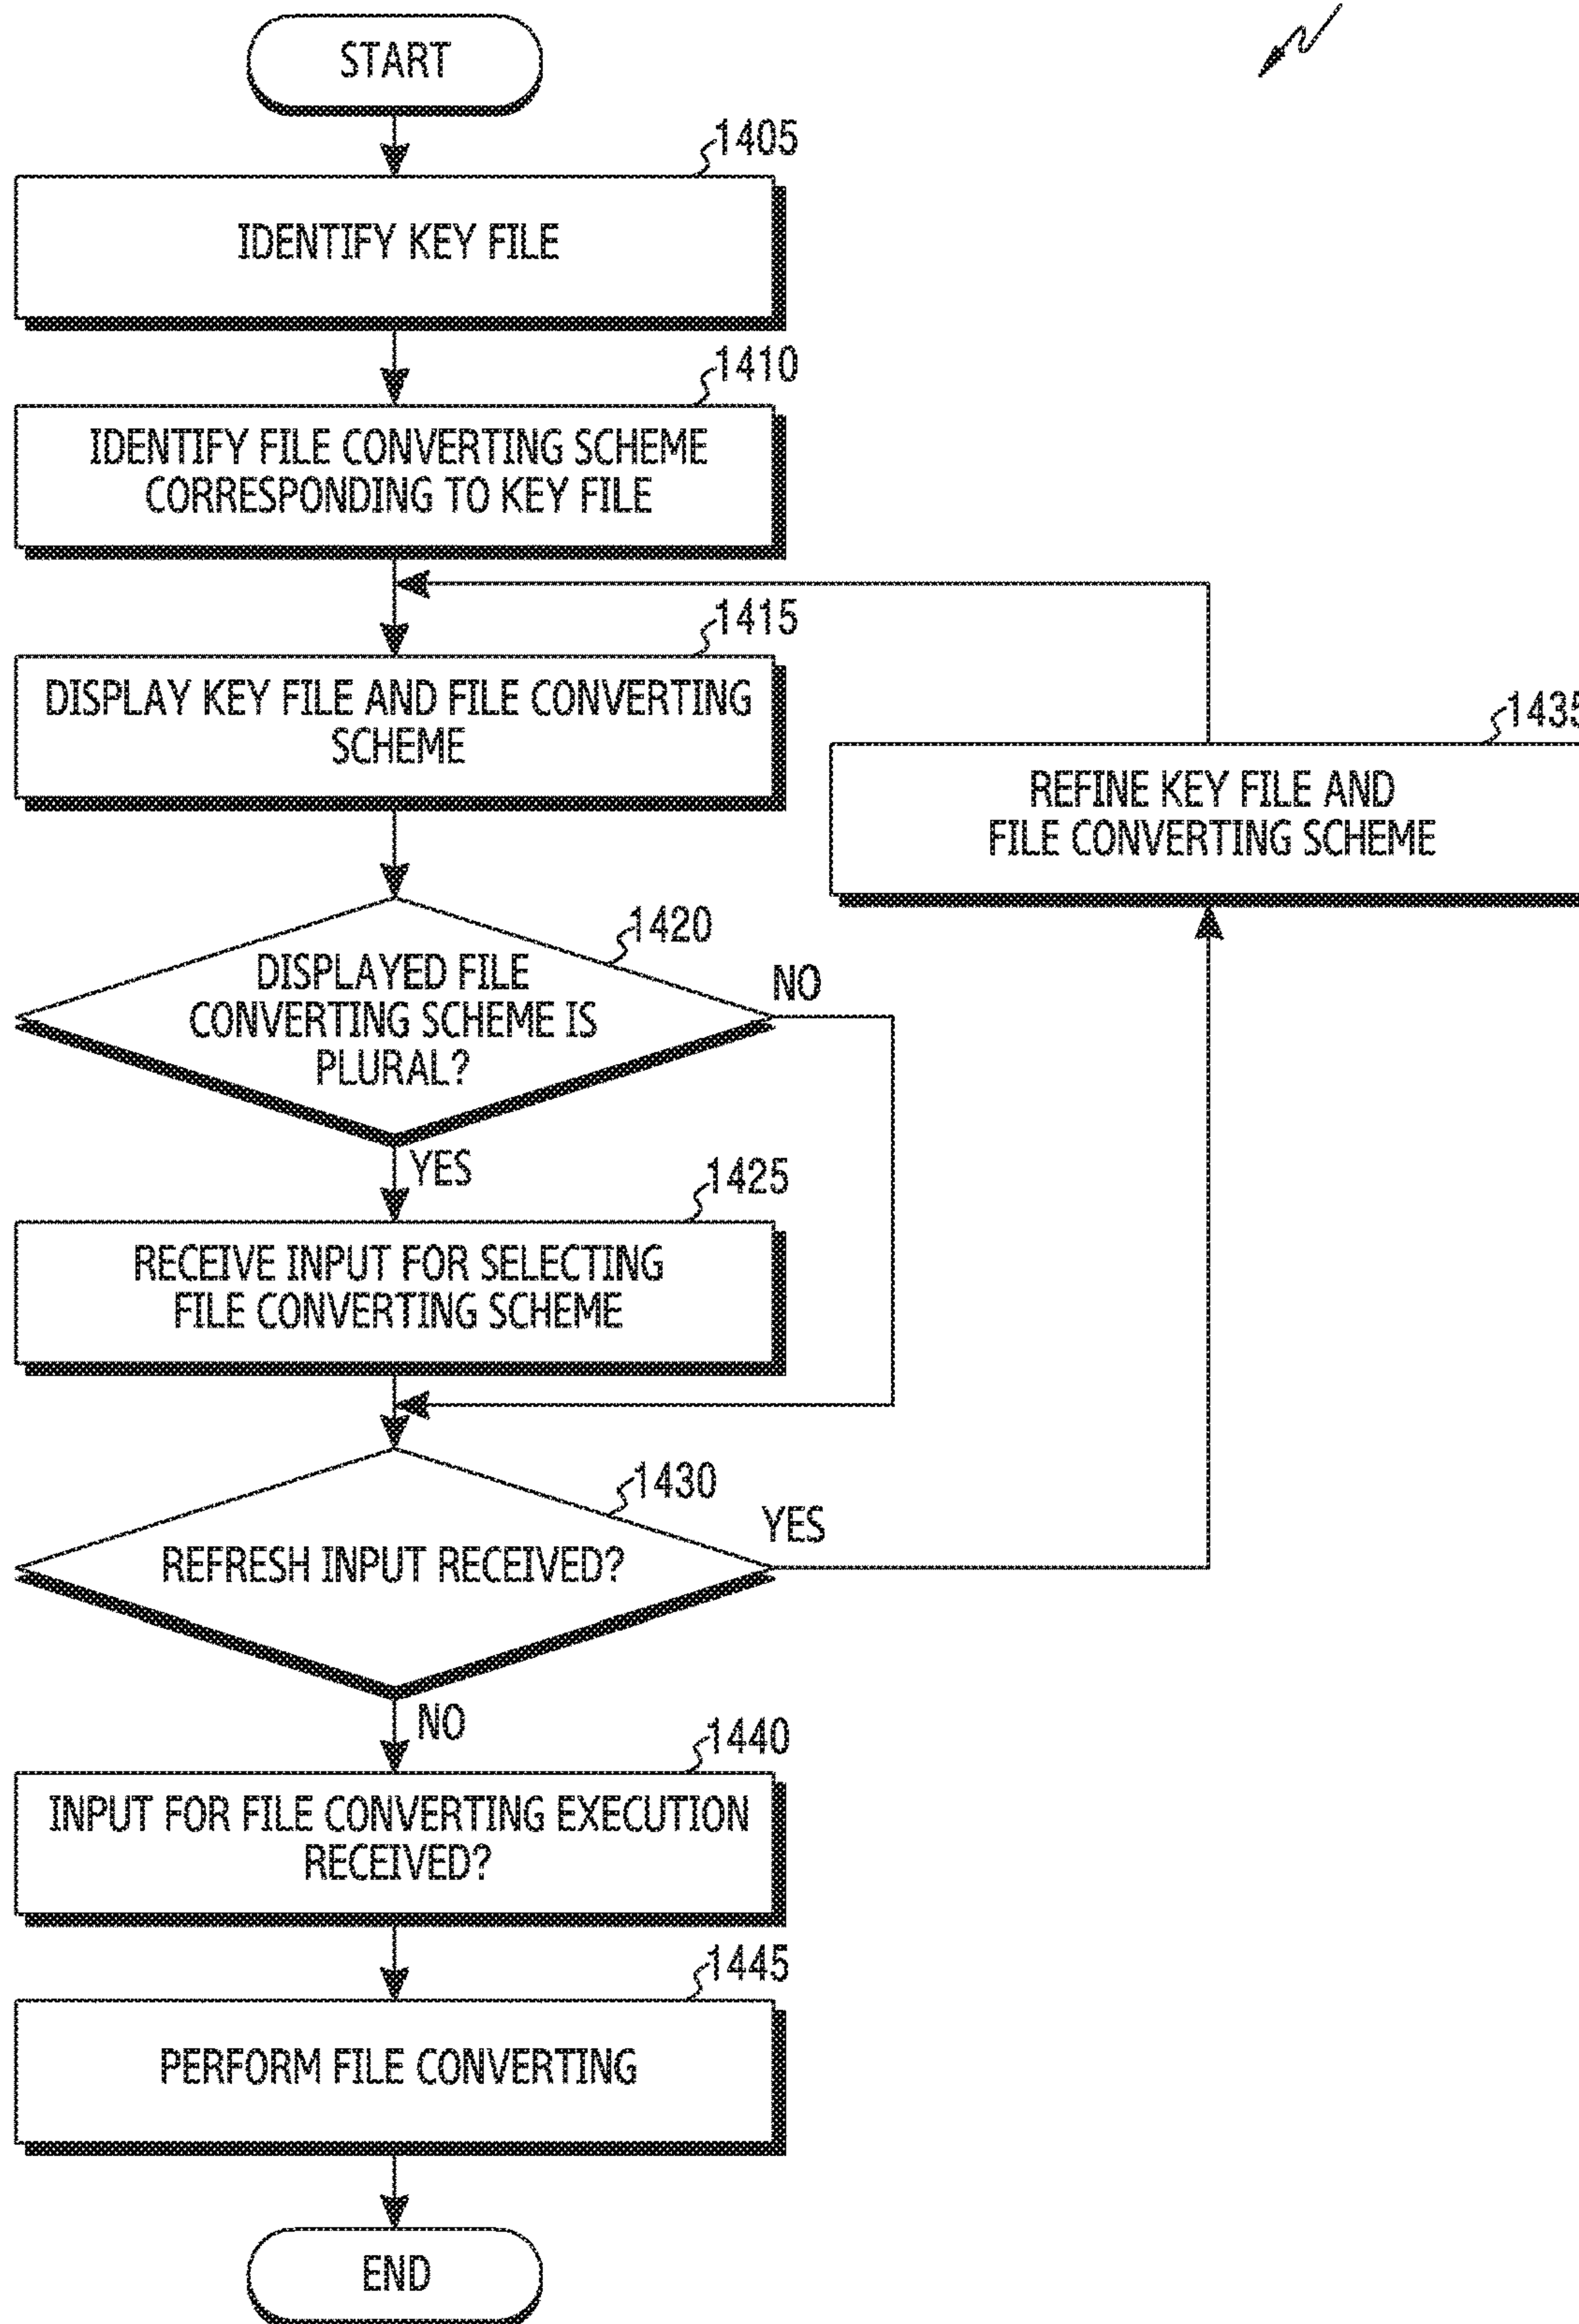 START
1405
IDENTIFY KEY FILE
1410
IDENTIFY FILE CONVERTING SCHEME
CORRESPONDING TO KEY FILE
1415
DISPLAY KEY FILE AND FILE CONVERTING
SCHEME
1435
REFINE KEY FILE AND
FILE CONVERTING SCHEME
1420
DISPLAYED FILE
CONVERTING SCHEME IS
PLURAL?
NO
YES
1425
RECEIVE INPUT FOR SELECTING
FILE CONVERTING SCHEME
1430
REFRESH INPUT RECEIVED?
YES
NO
1440
INPUT FOR FILE CONVERTING EXECUTION
RECEIVED?
1445
PERFORM FILE CONVERTING
END